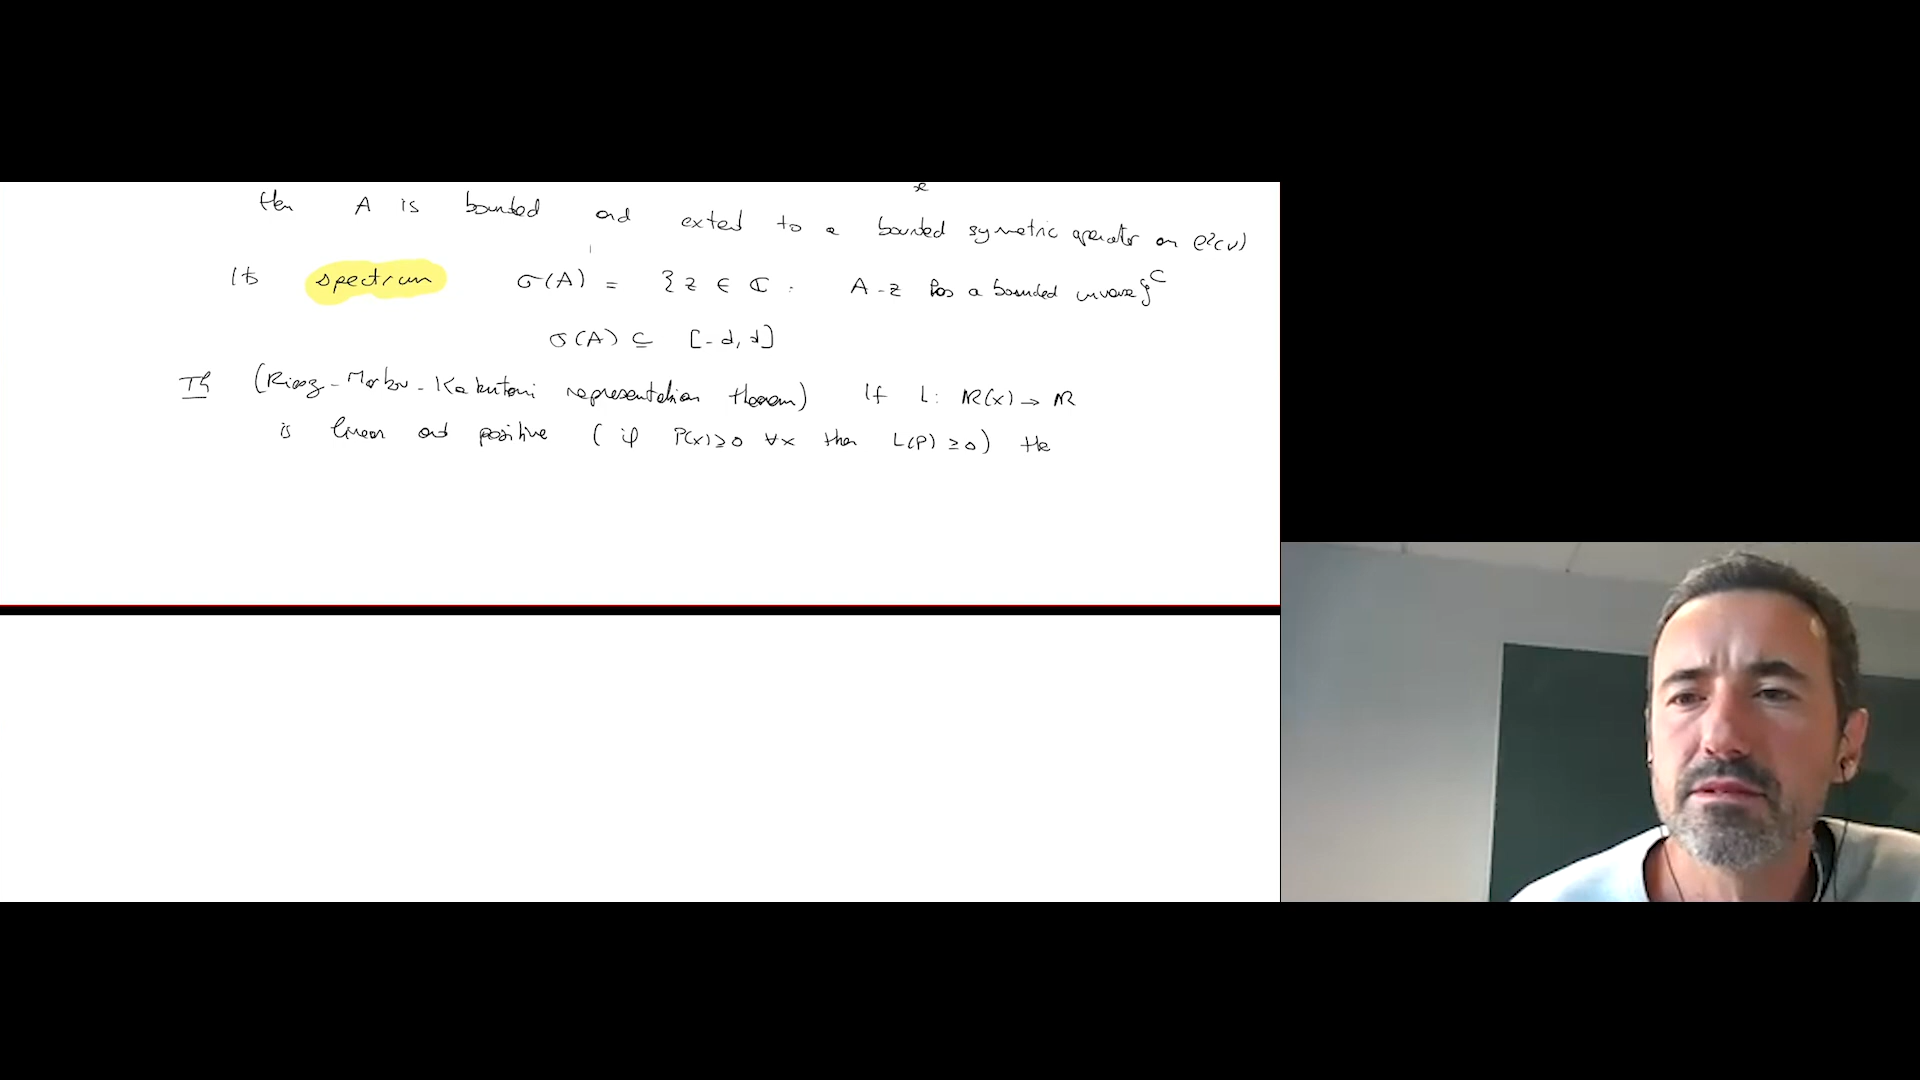 then A is bounded and extend to a bounded symmetric operator on ℓ²(V)
Its spectrum σ(A) = { z ∈ ℂ : A - z has a bounded inverse }ᶜ
σ(A) ⊆ [-d, d]
Th (Riesz - Markov - Kakutani representation theorem) If L: ℝ(X) → ℝ
is linear and positive ( if P(x) ≥ 0 ∀x then L(P) ≥ 0) the